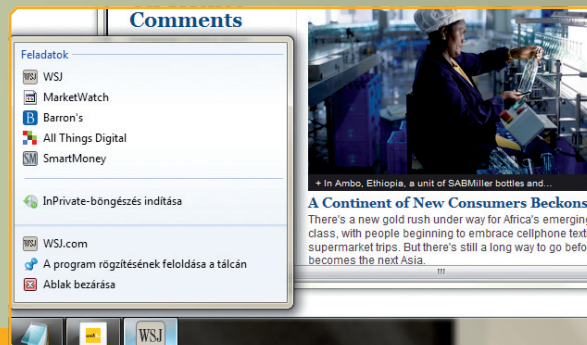 Comments
Feladatok
WSJ WSJ
MarketWatch
B Barron's
All Things Digital
SM SmartMoney
InPrivate-böngészés indítása
WSJ WSJ.com
A program rögzítésének feloldása a tálcán
Ablak bezárása
+ In Ambo, Ethiopia, a unit of SABMiller bottles and...
A Continent of New Consumers Beckons
There's a new gold rush under way for Africa's emerging
class, with people beginning to embrace cellphone text
supermarket trips. But there's still a long way to go befo
becomes the next Asia.
WSJ